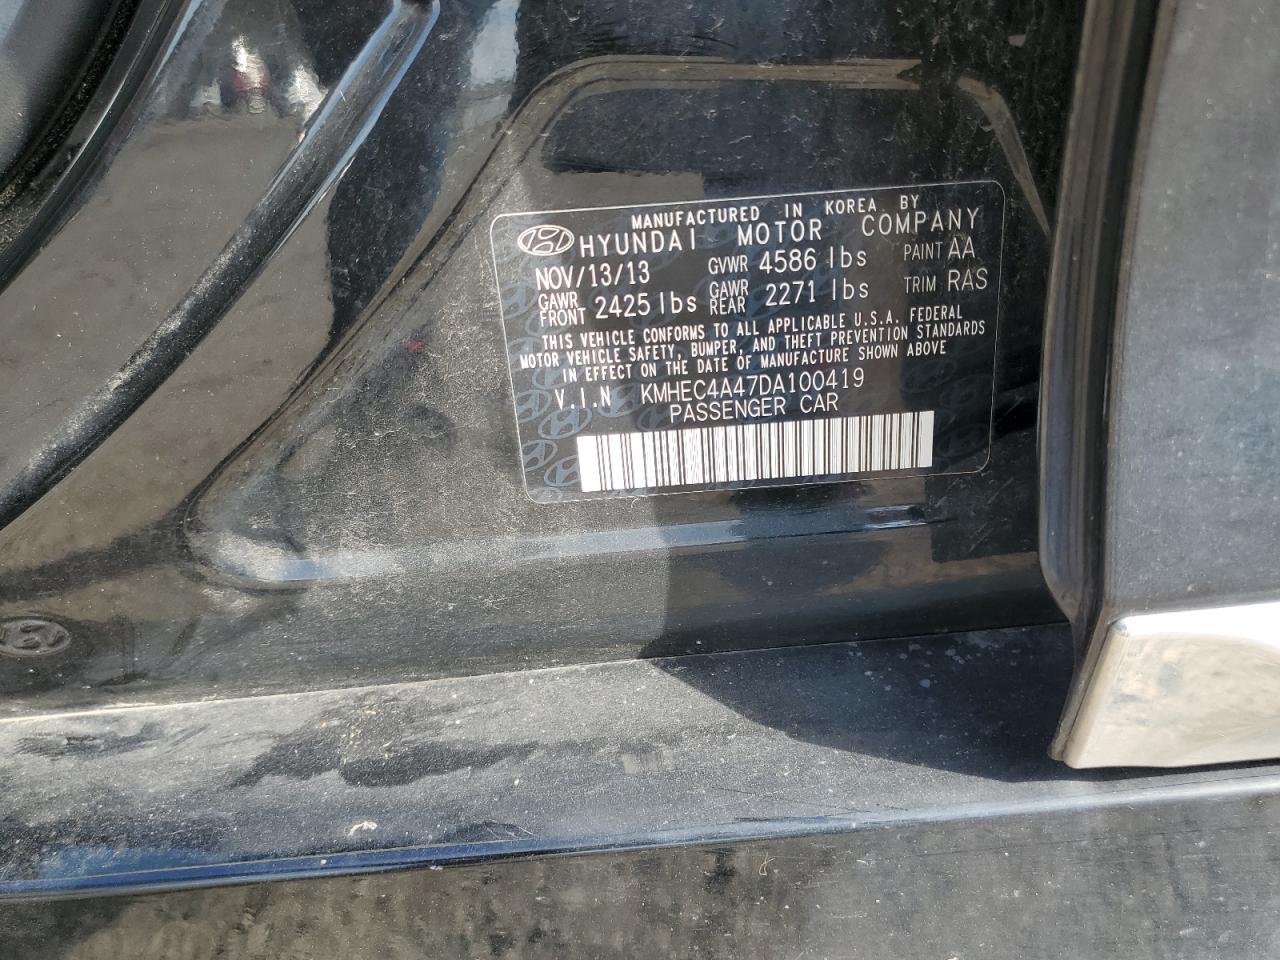 MANUFACTURED IN KOREA BY
HYUNDAI MOTOR COMPANY
NOV/13/13 GVWR 4586 lbs PAINT AA
GAWR FRONT 2425 lbs GAWR REAR 2271 lbs TRIM RAS
THIS VEHICLE CONFORMS TO ALL APPLICABLE U.S.A. FEDERAL
MOTOR VEHICLE SAFETY, BUMPER, AND THEFT PREVENTION STANDARDS
IN EFFECT ON THE DATE OF MANUFACTURE SHOWN ABOVE
V.I.N KMHEC4A47DA100419
PASSENGER CAR